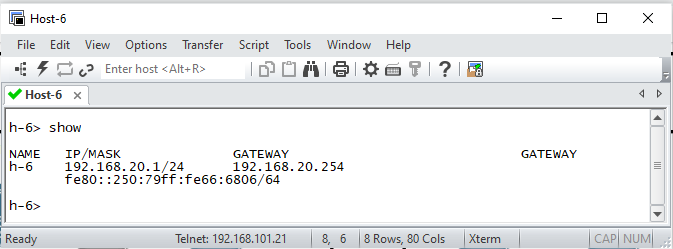 Host-6
File Edit View Options Transfer Script Tools Window Help
Enter host <Alt+R>
Host-6
h-6> show
NAME IP/MASK GATEWAY GATEWAY
h-6 192.168.20.1/24 192.168.20.254
fe80::250:79ff:fe66:6806/64
h-6>
Ready Telnet: 192.168.101.21 8, 6 8 Rows, 80 Cols Xterm CAP NUM